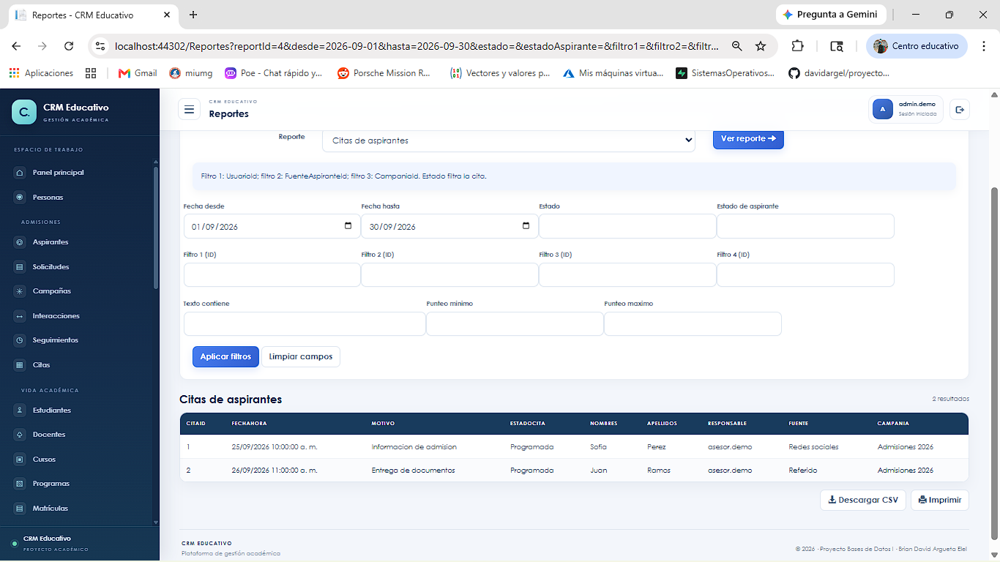 Reportes - CRM Educativo
Pregunta a Gemini
localhost:44302/Reportes?reportId=4&desde=2026-09-01&hasta=2026-09-30&estado=&estadoAspirante=&filtro1=&filtro2=&filtr...
Centro educativo
Aplicaciones
Gmail
miumg
Poe - Chat rápido y...
Porsche Mission R...
Vectores y valores p...
Mis máquinas virtua...
SistemasOperativos...
davidargel/proyecto...
C.
CRM Educativo
GESTIÓN ACADÉMICA
ESPACIO DE TRABAJO
Panel principal
Personas
ADMISIONES
Aspirantes
Solicitudes
Campañas
Interacciones
Seguimientos
Citas
VIDA ACADÉMICA
Estudiantes
Docentes
Cursos
Programas
Matrículas
CRM Educativo
PROYECTO ACADÉMICO
CRM EDUCATIVO
Reportes
A
admin.demo
Sesión iniciada
Reporte
Citas de aspirantes
Ver reporte
Filtro 1: UsuarioId; filtro 2: FuenteAspiranteId; filtro 3: CampaniaId. Estado filtra la cita.
Fecha desde Fecha hasta Estado Estado de aspirante
01/09/2026 30/09/2026
Filtro 1 (ID) Filtro 2 (ID) Filtro 3 (ID) Filtro 4 (ID)
Texto contiene Punteo minimo Punteo maximo
Aplicar filtros Limpiar campos
Citas de aspirantes 2 resultados
CITAID FECHAHORA MOTIVO ESTADOCITA NOMBRES APELLIDOS RESPONSABLE FUENTE CAMPANIA
1 25/09/2026 10:00:00 a. m. Informacion de admision Programada Sofia Perez asesor.demo Redes sociales Admisiones 2026
2 26/09/2026 11:00:00 a. m. Entrega de documentos Programada Juan Ramos asesor.demo Referido Admisiones 2026
Descargar CSV Imprimir
CRM EDUCATIVO
Plataforma de gestión académica
© 2026 · Proyecto Bases de Datos I · Brian David Argueta Elel